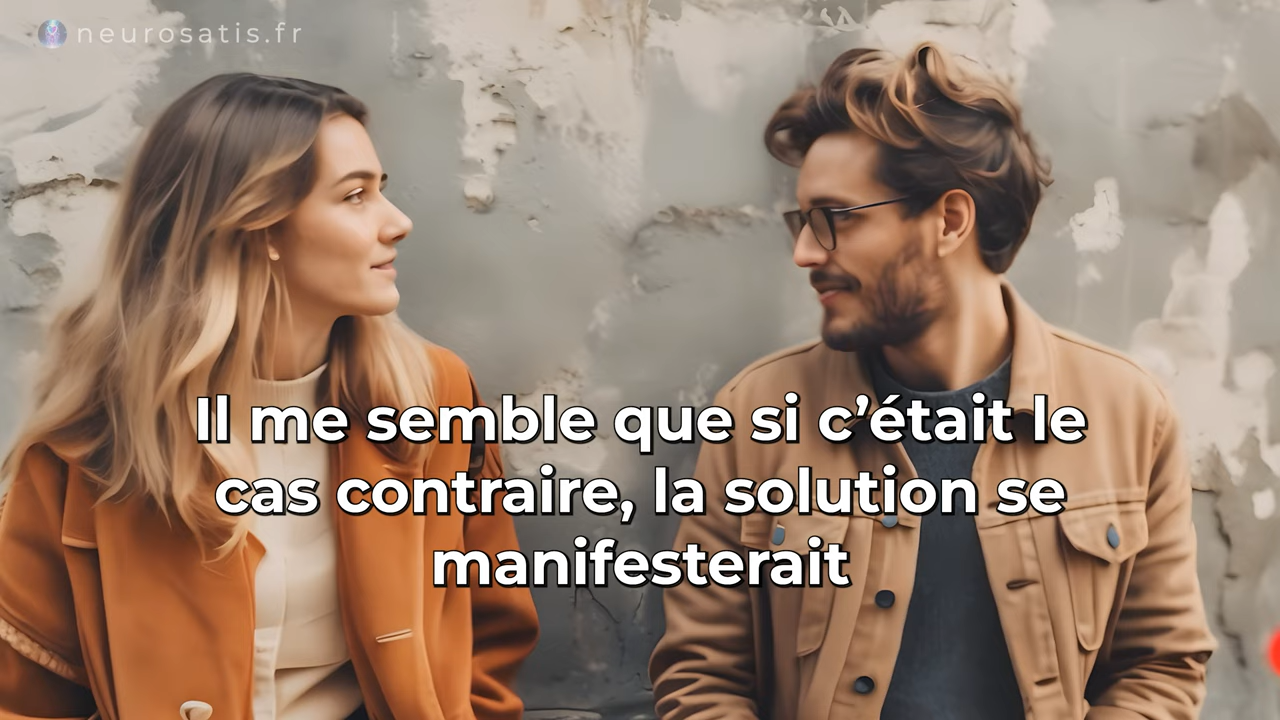 neurosatis.fr
Il me semble que si c’était le
cas contraire, la solution se
manifesterait